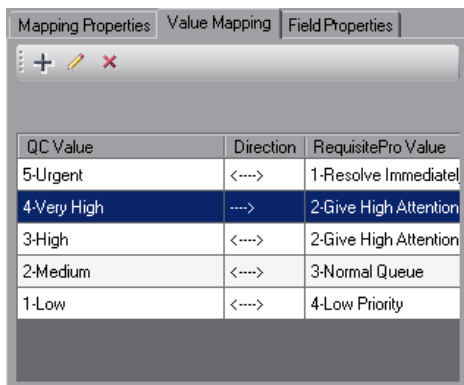 Mapping Properties Value Mapping Field Properties
QC Value Direction RequisitePro Value
5-Urgent <----> 1-Resolve Immediatel
4-Very High ----> 2-Give High Attention
3-High <----> 2-Give High Attention
2-Medium <----> 3-Normal Queue
1-Low <----> 4-Low Priority